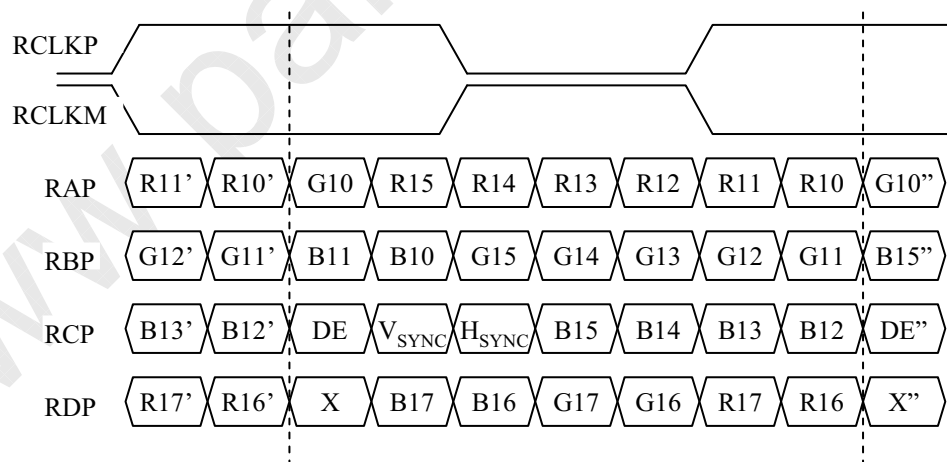 RCLKP
RCLKM
RAP R11’ R10’ G10 R15 R14 R13 R12 R11 R10 G10”
RBP G12’ G11’ B11 B10 G15 G14 G13 G12 G11 B15”
RCP B13’ B12’ DE VSYNC HSYNC B15 B14 B13 B12 DE”
RDP R17’ R16’ X B17 B16 G17 G16 R17 R16 X”